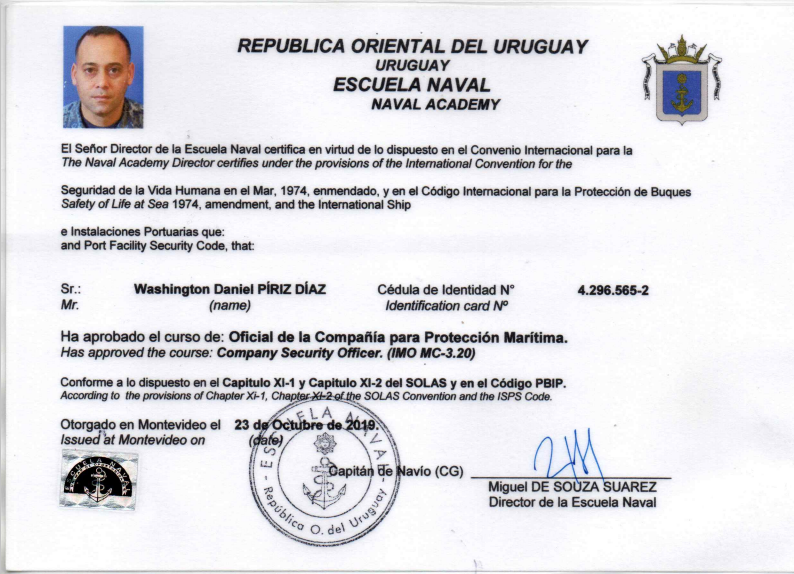 REPUBLICA ORIENTAL DEL URUGUAY
URUGUAY
ESCUELA NAVAL
NAVAL ACADEMY
El Señor Director de la Escuela Naval certifica en virtud de lo dispuesto en el Convenio Internacional para la
The Naval Academy Director certifies under the provisions of the International Convention for the
Seguridad de la Vida Humana en el Mar, 1974, enmendado, y en el Código Internacional para la Protección de Buques
Safety of Life at Sea 1974, amendment, and the International Ship
e Instalaciones Portuarias que:
and Port Facility Security Code, that:
Sr.: Washington Daniel PÍRIZ DÍAZ Cédula de Identidad N° 4.296.565-2
Mr. (name) Identification card Nº
Ha aprobado el curso de: Oficial de la Compañía para Protección Marítima.
Has approved the course: Company Security Officer. (IMO MC-3.20)
Conforme a lo dispuesto en el Capitulo XI-1 y Capitulo XI-2 del SOLAS y en el Código PBIP.
According to the provisions of Chapter XI-1, Chapter XI-2 of the SOLAS Convention and the ISPS Code.
Otorgado en Montevideo el 23 de Octubre de 2019.
Issued at Montevideo on (date)
ESCUELA NAVAL
República O. del Uruguay
ESCUELA NAVAL
Capitán de Navío (CG)
Miguel DE SOUZA SUAREZ
Director de la Escuela Naval